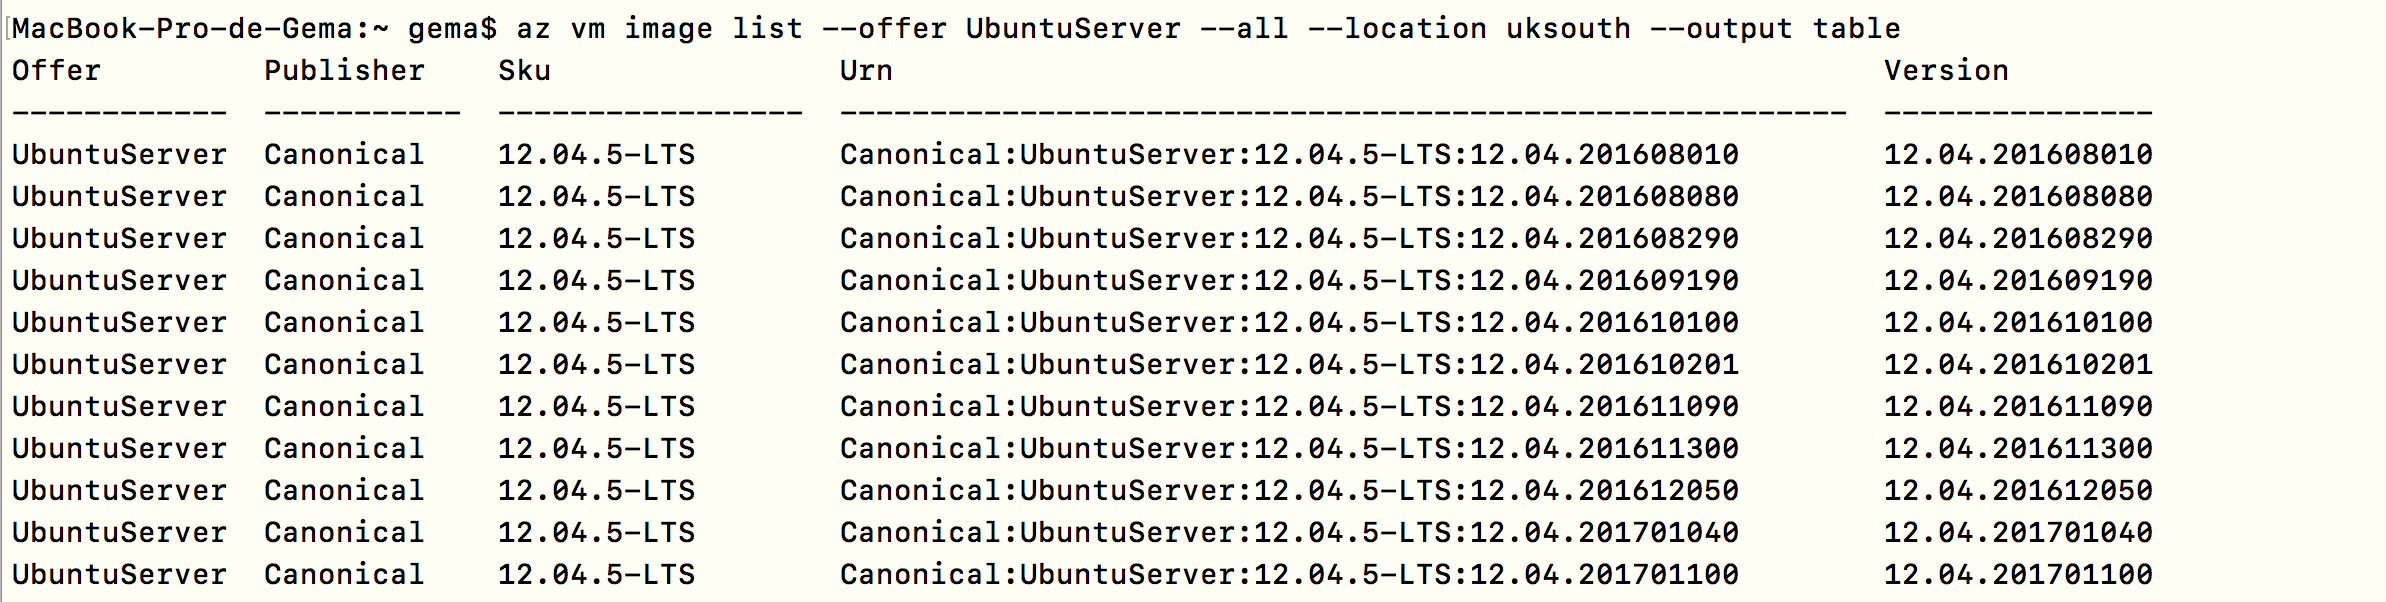 MacBook-Pro-de-Gema:~ gema$ az vm image list --offer UbuntuServer --all --location uksouth --output table
Offer         Publisher    Sku                Urn                                                       Version
------------  -----------  -----------------  --------------------------------------------------------  ---------------
UbuntuServer  Canonical    12.04.5-LTS        Canonical:UbuntuServer:12.04.5-LTS:12.04.201608010        12.04.201608010
UbuntuServer  Canonical    12.04.5-LTS        Canonical:UbuntuServer:12.04.5-LTS:12.04.201608080        12.04.201608080
UbuntuServer  Canonical    12.04.5-LTS        Canonical:UbuntuServer:12.04.5-LTS:12.04.201608290        12.04.201608290
UbuntuServer  Canonical    12.04.5-LTS        Canonical:UbuntuServer:12.04.5-LTS:12.04.201609190        12.04.201609190
UbuntuServer  Canonical    12.04.5-LTS        Canonical:UbuntuServer:12.04.5-LTS:12.04.201610100        12.04.201610100
UbuntuServer  Canonical    12.04.5-LTS        Canonical:UbuntuServer:12.04.5-LTS:12.04.201610201        12.04.201610201
UbuntuServer  Canonical    12.04.5-LTS        Canonical:UbuntuServer:12.04.5-LTS:12.04.201611090        12.04.201611090
UbuntuServer  Canonical    12.04.5-LTS        Canonical:UbuntuServer:12.04.5-LTS:12.04.201611300        12.04.201611300
UbuntuServer  Canonical    12.04.5-LTS        Canonical:UbuntuServer:12.04.5-LTS:12.04.201612050        12.04.201612050
UbuntuServer  Canonical    12.04.5-LTS        Canonical:UbuntuServer:12.04.5-LTS:12.04.201701040        12.04.201701040
UbuntuServer  Canonical    12.04.5-LTS        Canonical:UbuntuServer:12.04.5-LTS:12.04.201701100        12.04.201701100